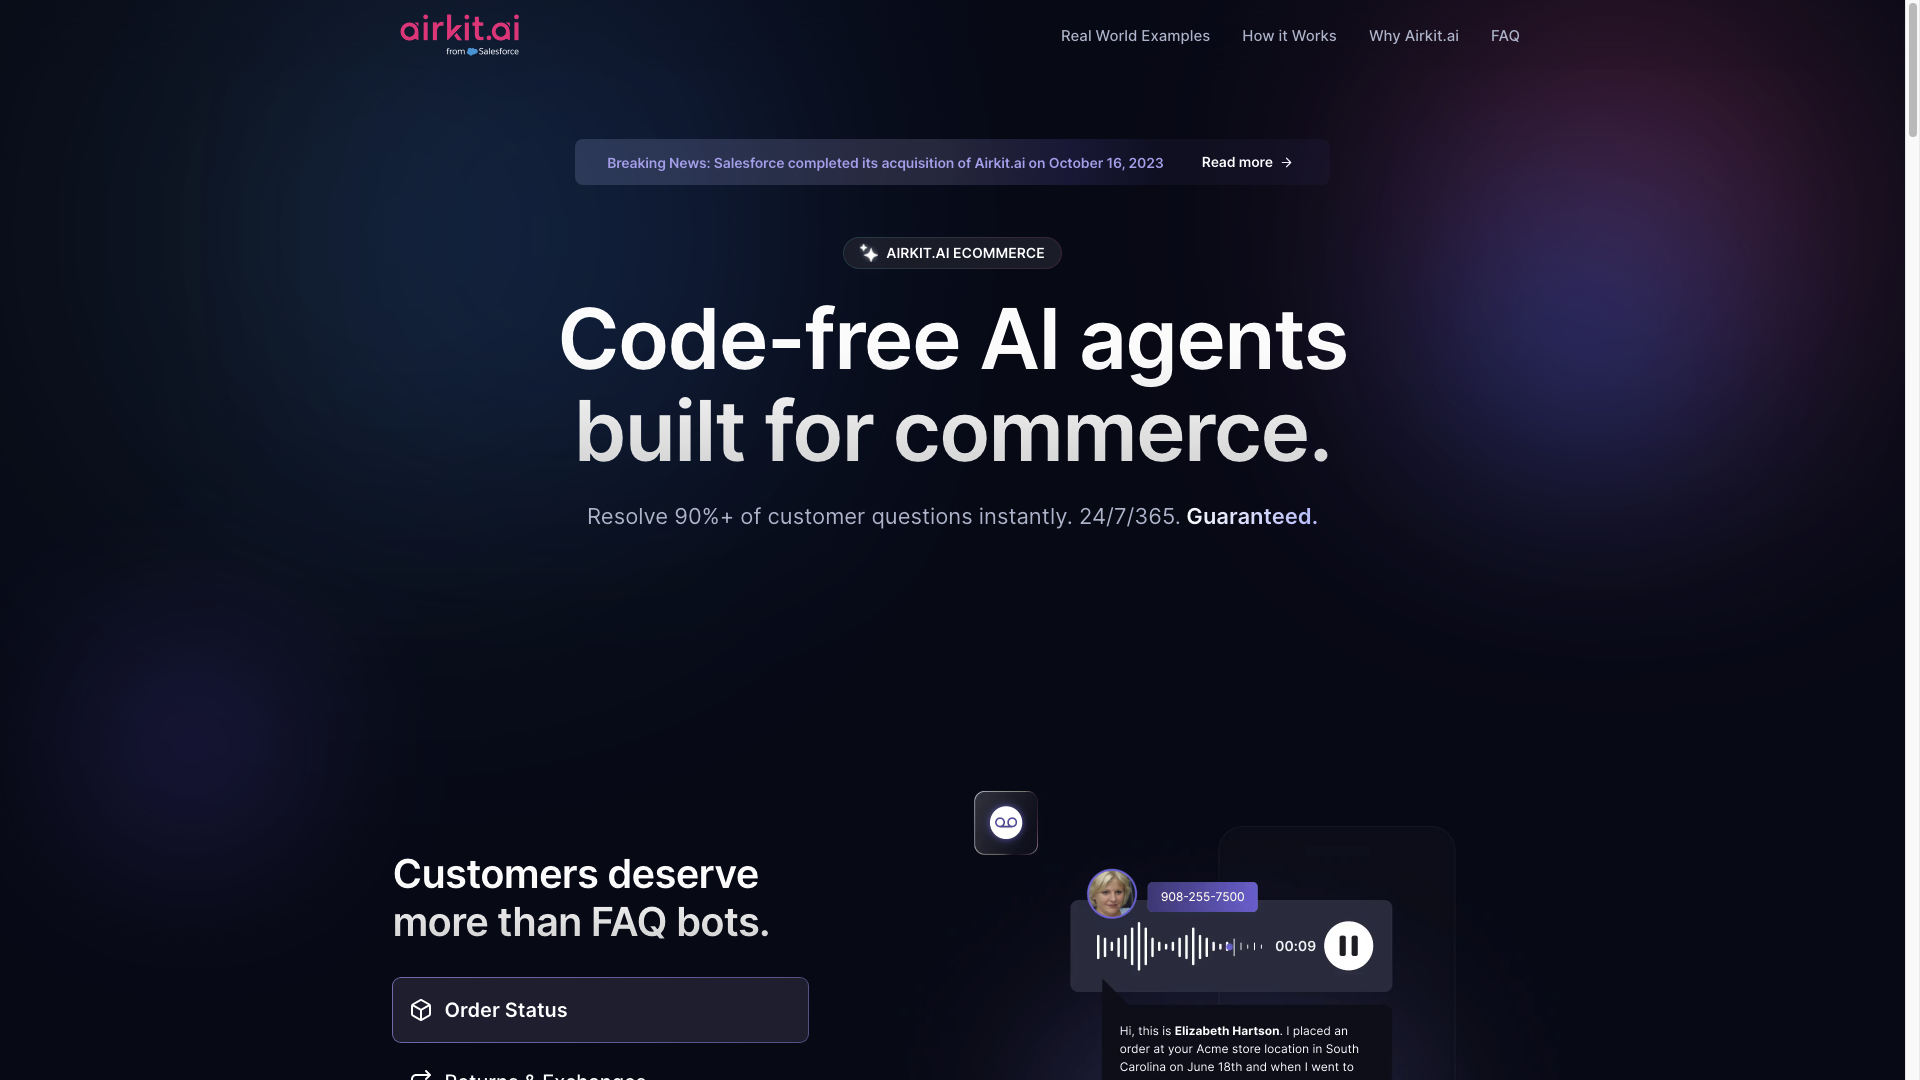 airkit.ai
from Salesforce
Real World Examples
How it Works
Why Airkit.ai
FAQ
Breaking News: Salesforce completed its acquisition of Airkit.ai on October 16, 2023
Read more →
AIRKIT.AI ECOMMERCE
Code-free AI agents
built for commerce.
Resolve 90%+ of customer questions instantly. 24/7/365. Guaranteed.
Customers deserve
more than FAQ bots.
Order Status
Returns & Exchanges
908-255-7500
00:09
Hi, this is Elizabeth Hartson. I placed an
order at your Acme store location in South
Carolina on June 18th and when I went to